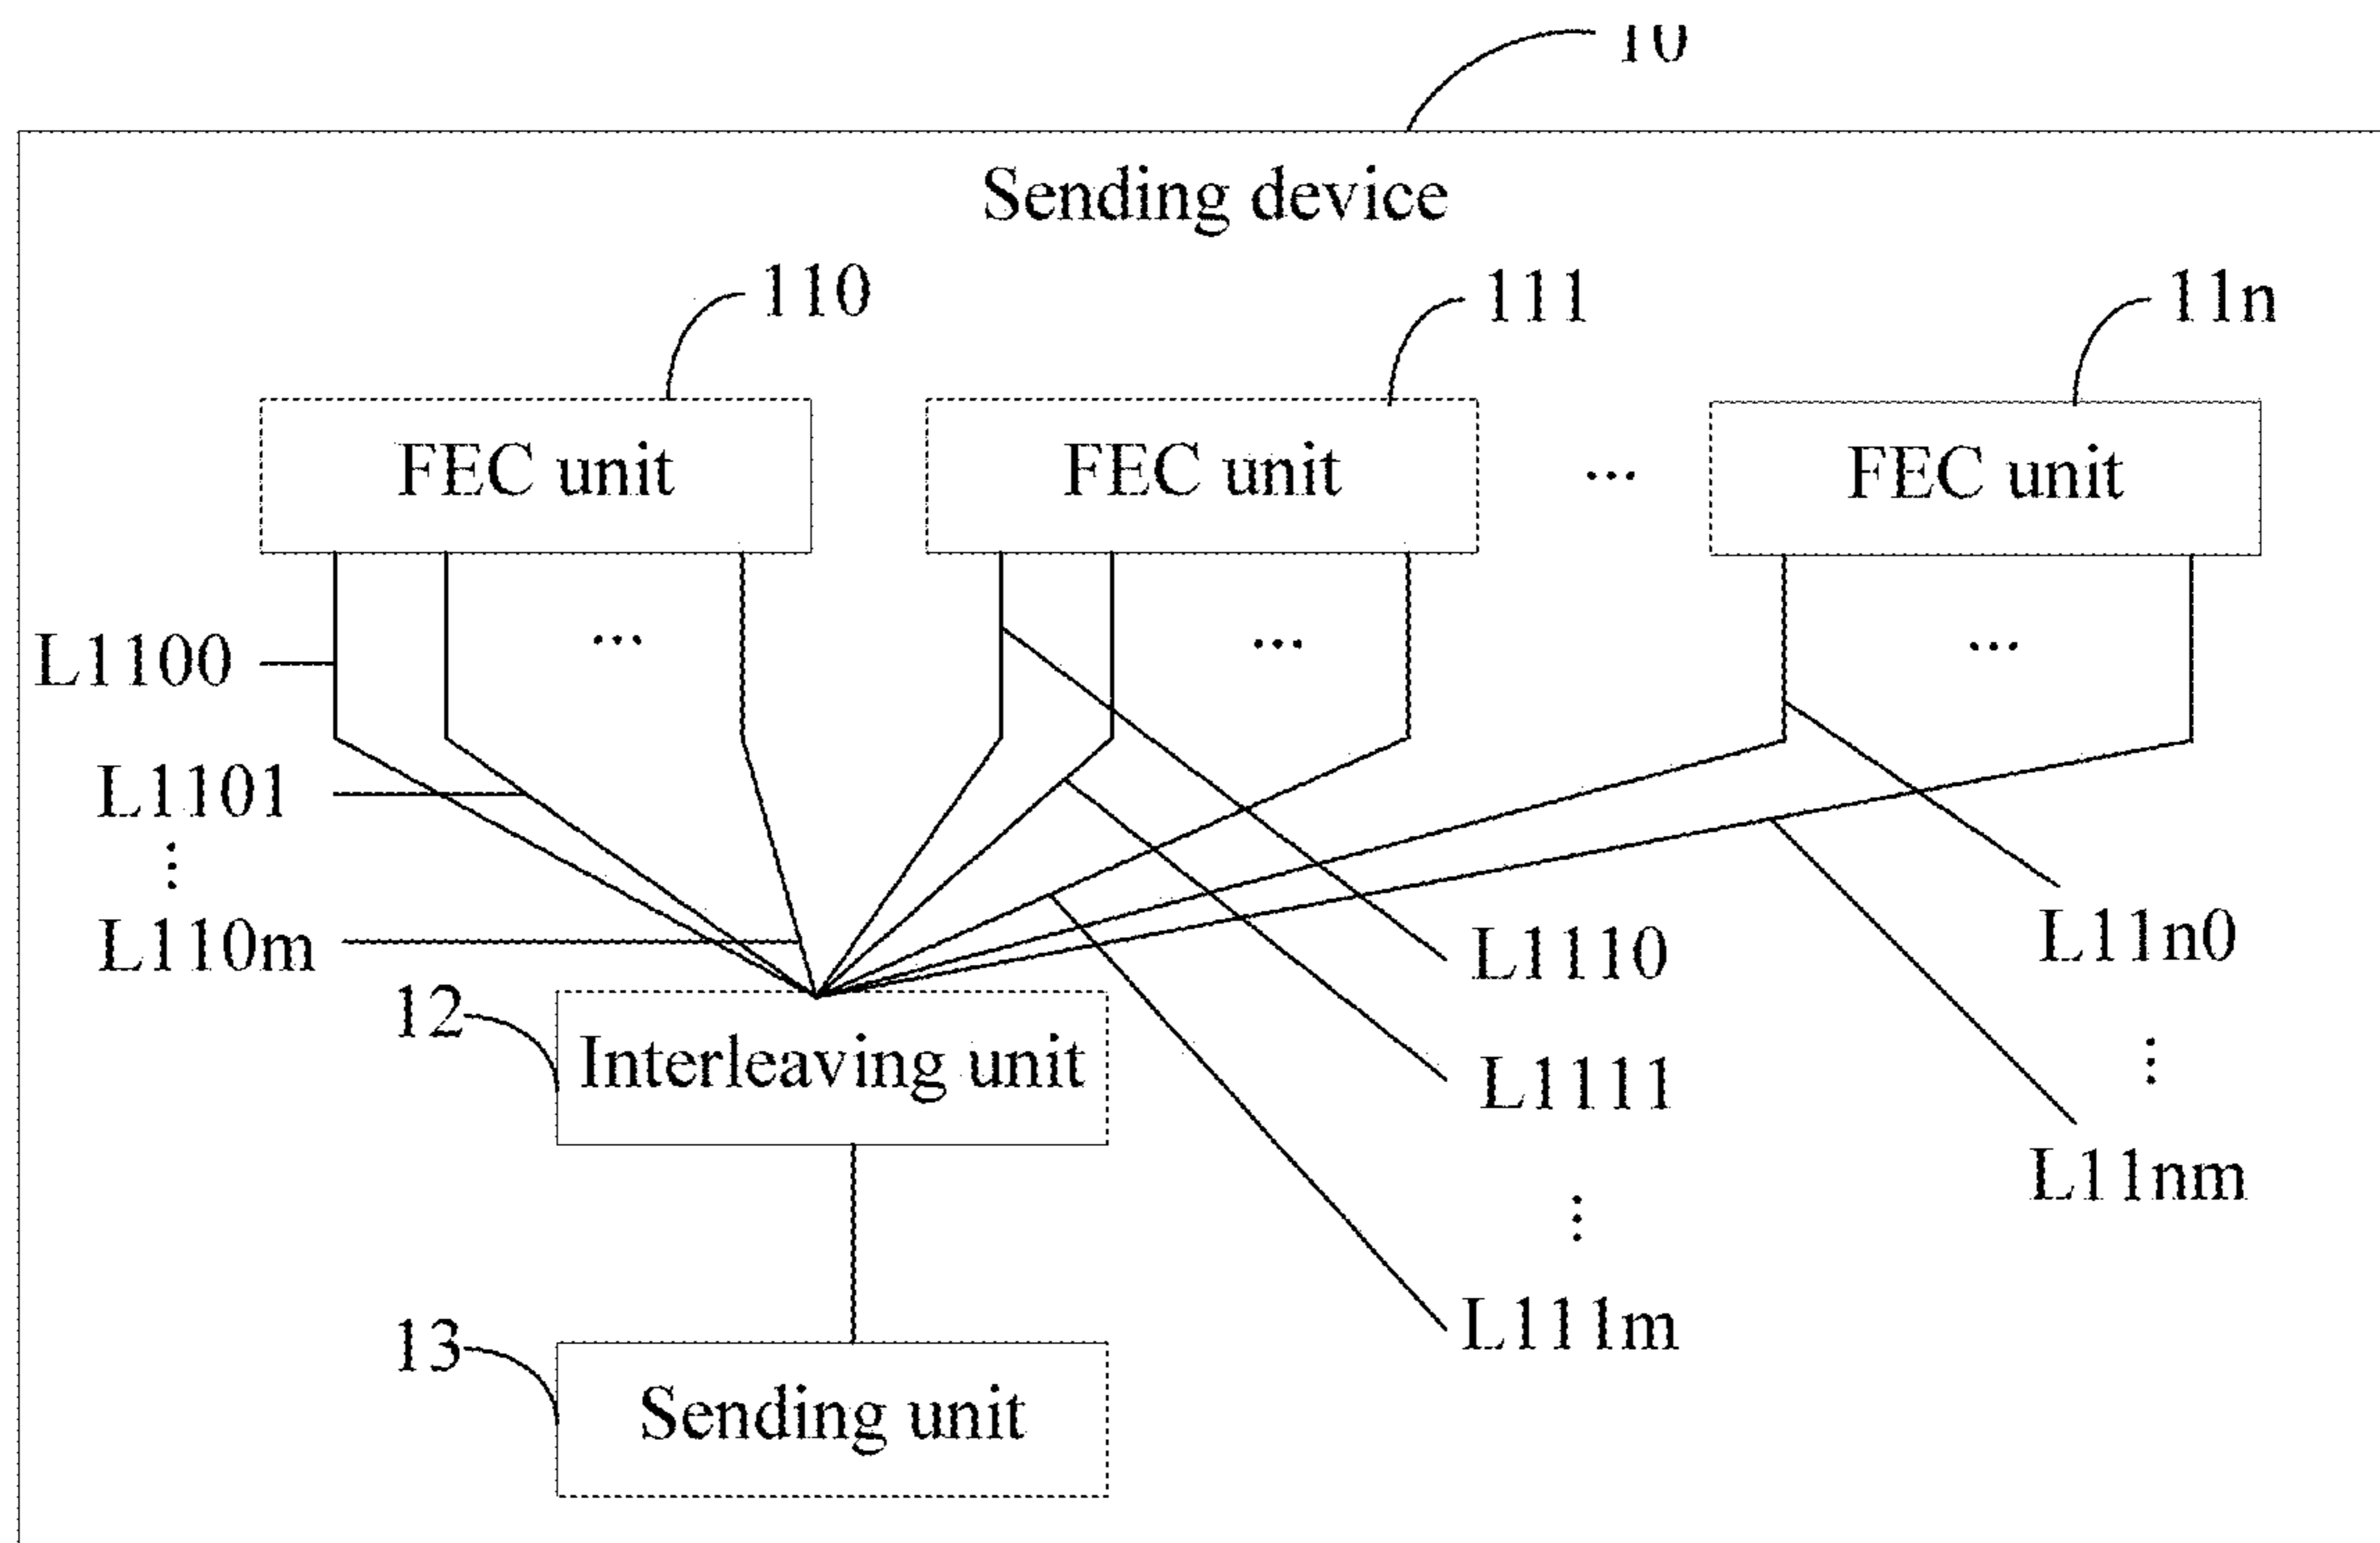 10
Sending device
110
111
11n
FEC unit
FEC unit
...
FEC unit
...
...
...
L1100
L1101
⋮
L110m
L1110
L11n0
12
Interleaving unit
L1111
⋮
L11nm
⋮
13
Sending unit
L111m